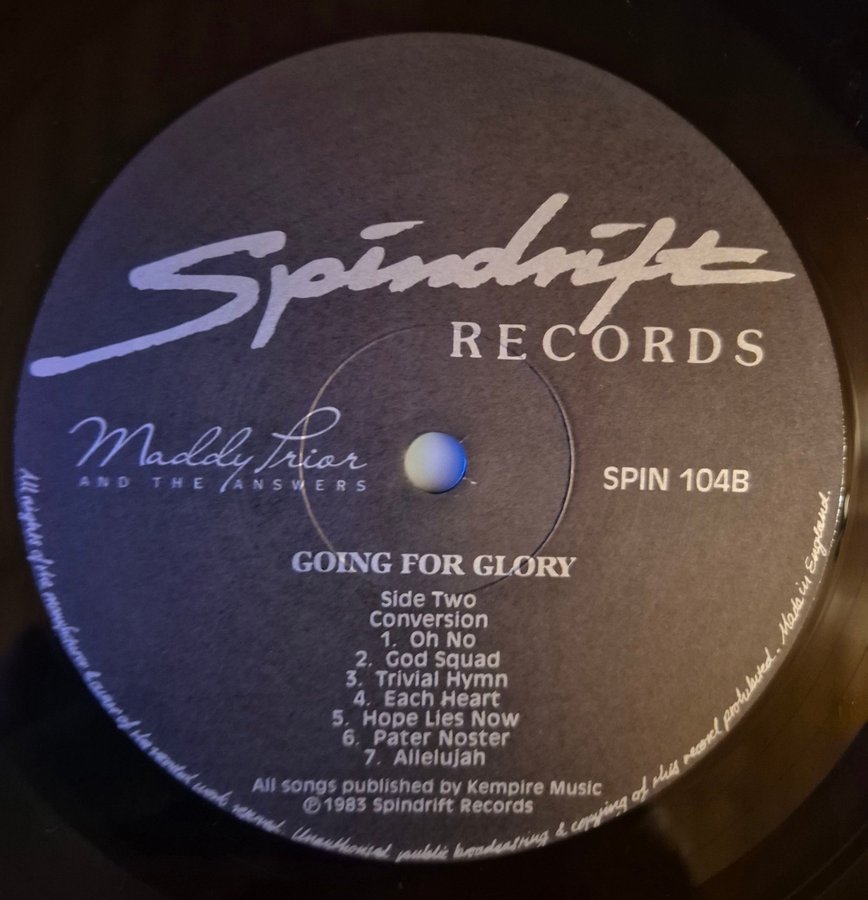 Spindrift
RECORDS
Maddy Prior
AND THE ANSWERS
SPIN 104B
GOING FOR GLORY
Side Two
Conversion
1. Oh No
2. God Squad
3. Trivial Hymn
4. Each Heart
5. Hope Lies Now
6. Pater Noster
7. Allelujah
All songs published by Kempire Music
℗1983 Spindrift Records
All rights of the manufacturer & owner of the recorded work reserved. Unauthorised public broadcasting & copying of this record prohibited. Made in England.